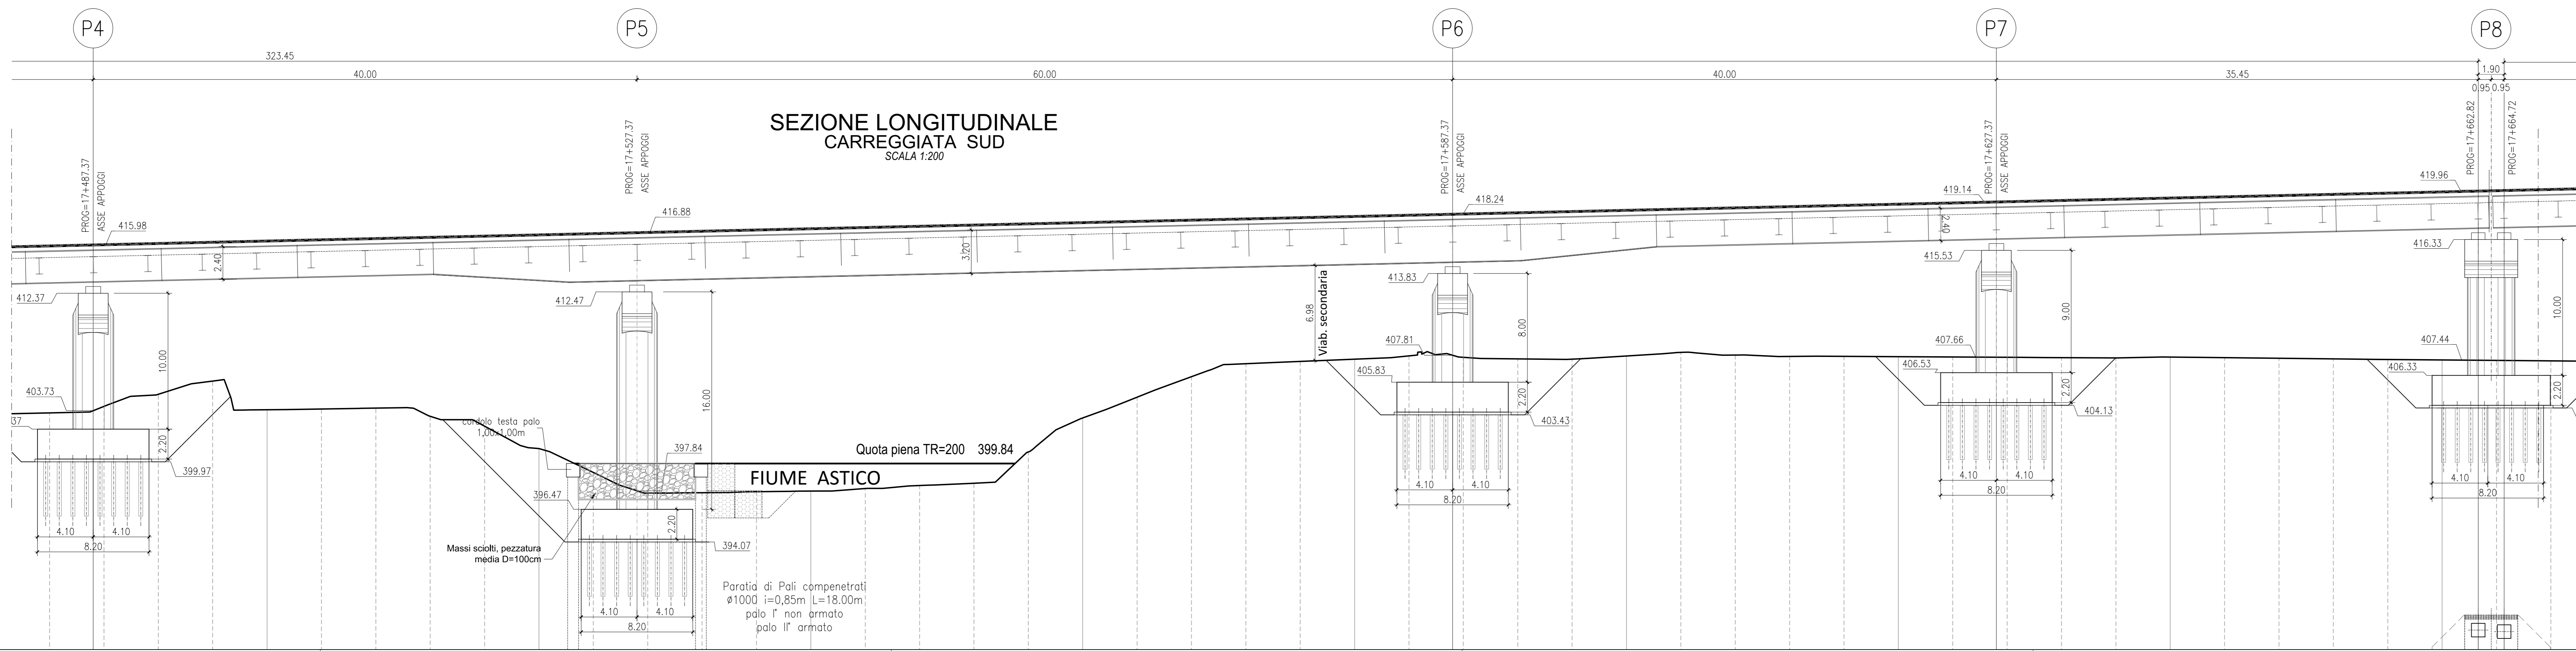 P4
P5
P6
P7
P8
323.45
40.00
60.00
40.00
35.45
1.90
0.95
0.95
SEZIONE LONGITUDINALE
CARREGGIATA SUD
SCALA 1:200
PROG=17+487.37
ASSE APPOGGI
PROG=17+527.37
ASSE APPOGGI
PROG=17+587.37
ASSE APPOGGI
PROG=17+627.37
ASSE APPOGGI
PROG=17+662.82
PROG=17+664.72
415.98
416.88
418.24
419.14
419.96
2.40
3.20
2.40
412.37
412.47
413.83
415.53
416.33
10.00
16.00
6.98
Viab. secondaria
8.00
9.00
10.00
403.73
407.81
407.66
407.44
37
405.83
406.53
406.33
2.20
399.97
cordolo testa palo
1,00x1,00m
397.84
Quota piena TR=200 399.84
FIUME ASTICO
2.20
403.43
2.20
404.13
2.20
396.47
2.20
394.07
Massi sciolti, pezzatura
media D=100cm
4.10
4.10
8.20
4.10
4.10
8.20
4.10
4.10
8.20
4.10
4.10
8.20
4.10
4.10
8.20
Paratia di Pali compenetrati
ø1000 i=0,85m L=18.00m
palo I° non armato
palo II° armato